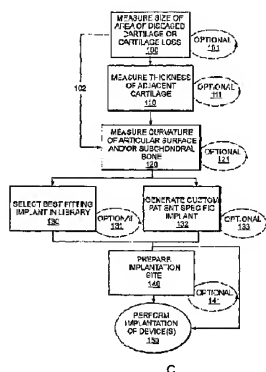 MEASURE SIZE OF
AREA OF DISEASED
CARTILAGE OR
CARTILAGE LOSS
100
OPTIONAL
101
102
MEASURE THICKNESS
OF ADJACENT
CARTILAGE
110
OPTIONAL
111
MEASURE CURVATURE
OF ARTICULAR SURFACE
AND/OR SUBCHONDRAL
BONE
120
OPTIONAL
121
SELECT BEST FITTING
IMPLANT IN LIBRARY
130
OPTIONAL
131
GENERATE CUSTOM/
PATIENT SPECIFIC
IMPLANT
132
OPTIONAL
133
PREPARE
IMPLANTATION
SITE
140
OPTIONAL
141
PERFORM
IMPLANTATION
OF DEVICE(S)
150
C